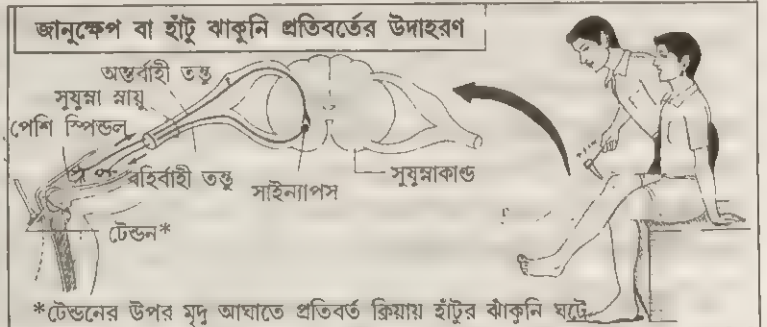 জানুক্ষেপ বা হাঁটু ঝাকুনি প্রতিবর্তের উদাহরণ
অন্তর্বাহী তন্তু
সুষুম্না স্নায়ু
পেশি স্পিন্ডল
বহির্বাহী তন্তু
সাইন্যাপস
সুষুম্নাকাণ্ড
টেন্ডন*
*টেন্ডনের উপর মৃদু আঘাতে প্রতিবর্ত ক্রিয়ায় হাঁটুর ঝাঁকুনি ঘটে